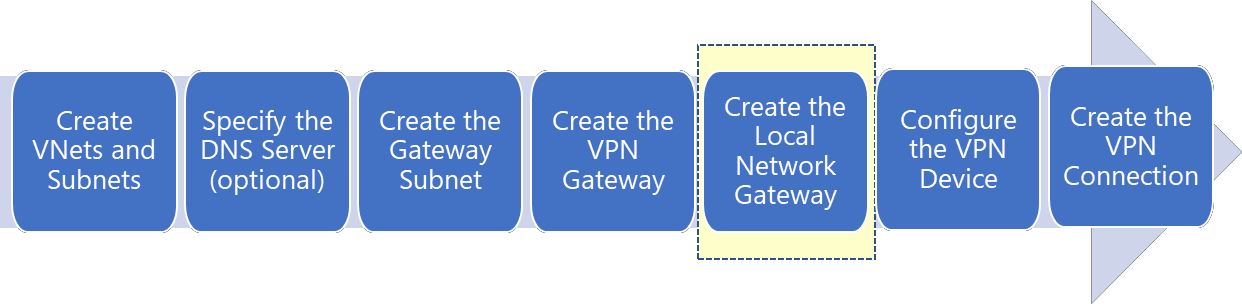 Create
VNets and
Subnets
Specify the
DNS Server
(optional)
Create the
Gateway
Subnet
Create the
VPN
Gateway
Create the
Local
Network
Gateway
Configure
the VPN
Device
Create the
VPN
Connection